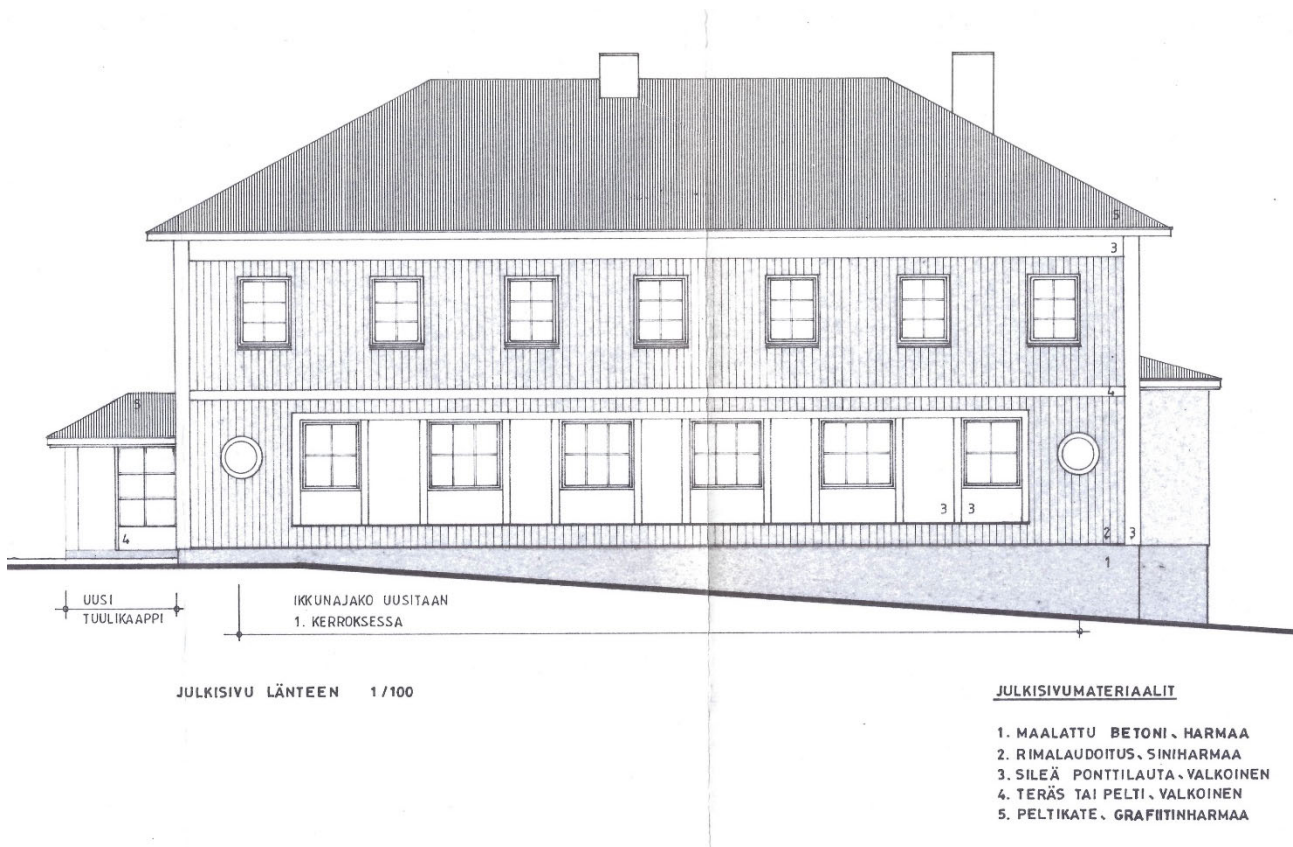 5
3
5
4
3 3
2 3
4
1
UUSI
TUULIKAAPPI
IKKUNAJAKO UUSITAAN
1. KERROKSESSA
JULKISIVU LÄNTEEN 1/100
JULKISIVUMATERIAALIT
1. MAALATTU BETONI, HARMAA
2. RIMALAUDOITUS, SINIHARMAA
3. SILEÄ PONTTILAUTA, VALKOINEN
4. TERÄS TAI PELTI, VALKOINEN
5. PELTIKATE, GRAFIITINHARMAA